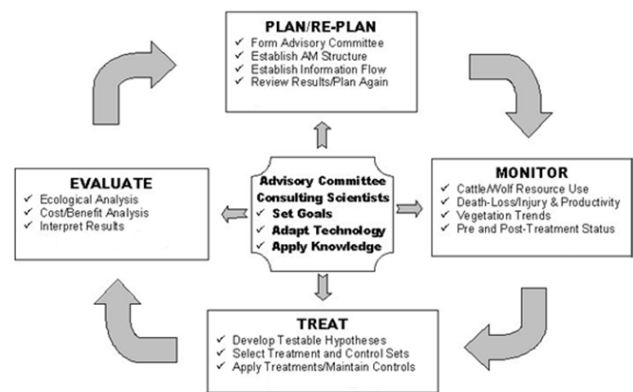 PLAN/RE-PLAN
✓ Form Advisory Committee
✓ Establish AM Structure
✓ Establish Information Flow
✓ Review Results/Plan Again
MONITOR
✓ Cattle/Wolf Resource Use
✓ Death-Loss/Injury & Productivity
✓ Vegetation Trends
✓ Pre and Post-Treatment Status
TREAT
✓ Develop Testable Hypotheses
✓ Select Treatment and Control Sets
✓ Apply Treatments/Maintain Controls
EVALUATE
✓ Ecological Analysis
✓ Cost/Benefit Analysis
✓ Interpret Results
Advisory Committee
Consulting Scientists
✓ Set Goals
✓ Adapt Technology
✓ Apply Knowledge